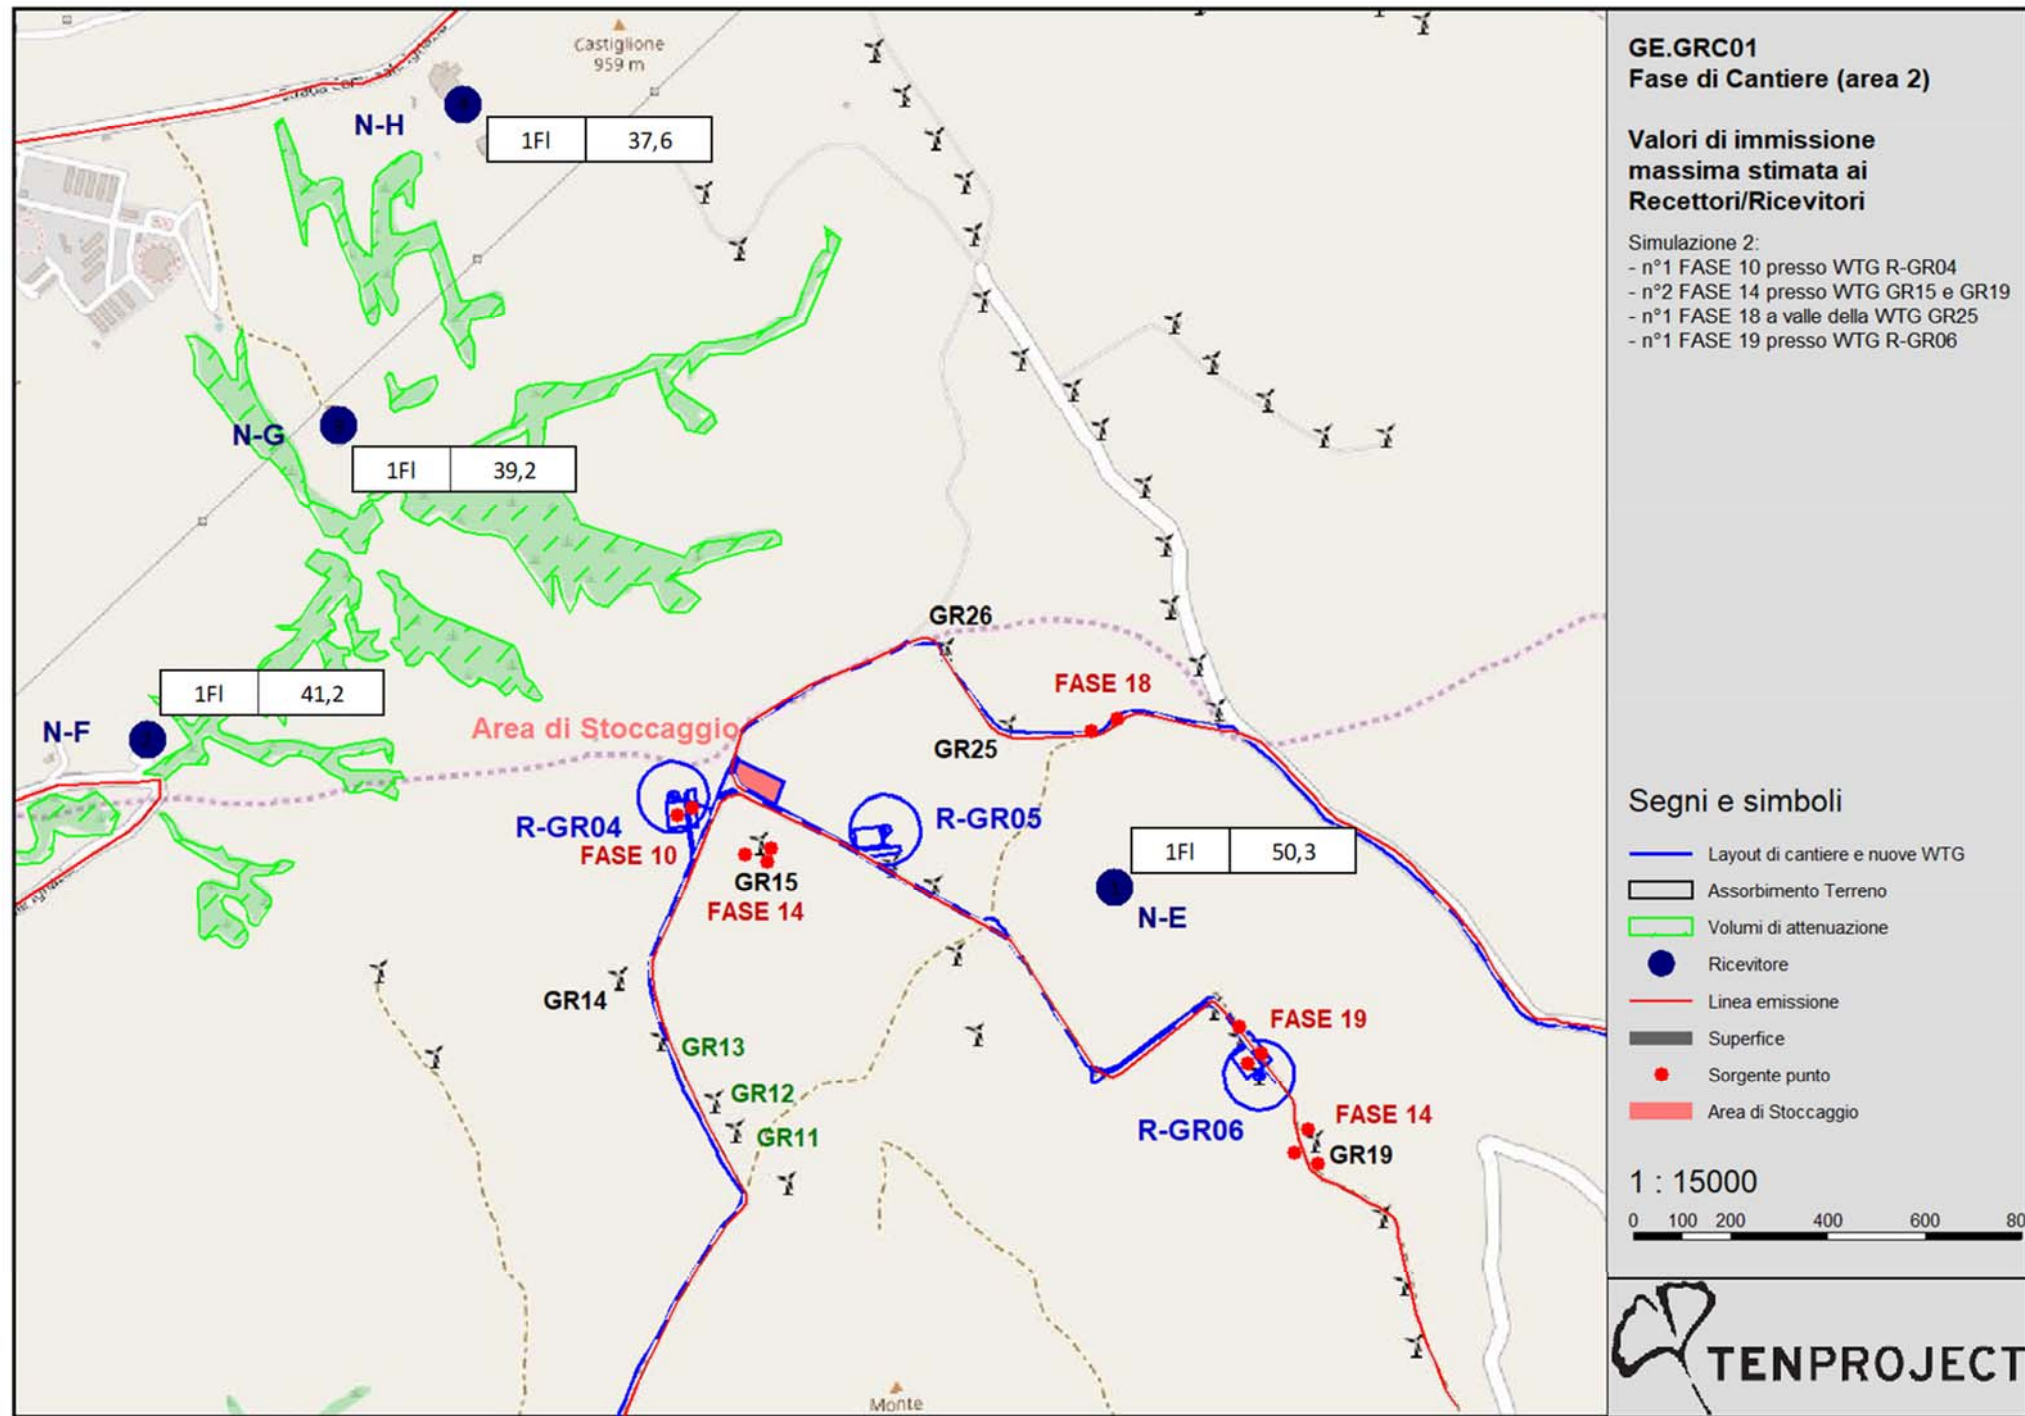 Castiglione
959 m
N-H
1Fl 37,6
N-G
1Fl 39,2
1Fl 41,2
N-F
GR26
FASE 18
Area di Stoccaggio
GR25
R-GR04
R-GR05
FASE 10
1Fl 50,3
GR15
FASE 14
N-E
GR14
FASE 19
GR13
GR12
FASE 14
R-GR06
GR11
GR19
Monte
GE.GRC01
Fase di Cantiere (area 2)
Valori di immissione
massima stimata ai
Recettori/Ricevitori
Simulazione 2:
- n°1 FASE 10 presso WTG R-GR04
- n°2 FASE 14 presso WTG GR15 e GR19
- n°1 FASE 18 a valle della WTG GR25
- n°1 FASE 19 presso WTG R-GR06
Segni e simboli
Layout di cantiere e nuove WTG
Assorbimento Terreno
Volumi di attenuazione
Ricevitore
Linea emissione
Superfice
Sorgente punto
Area di Stoccaggio
1 : 15000
0 100 200 400 600 80
TENPROJECT